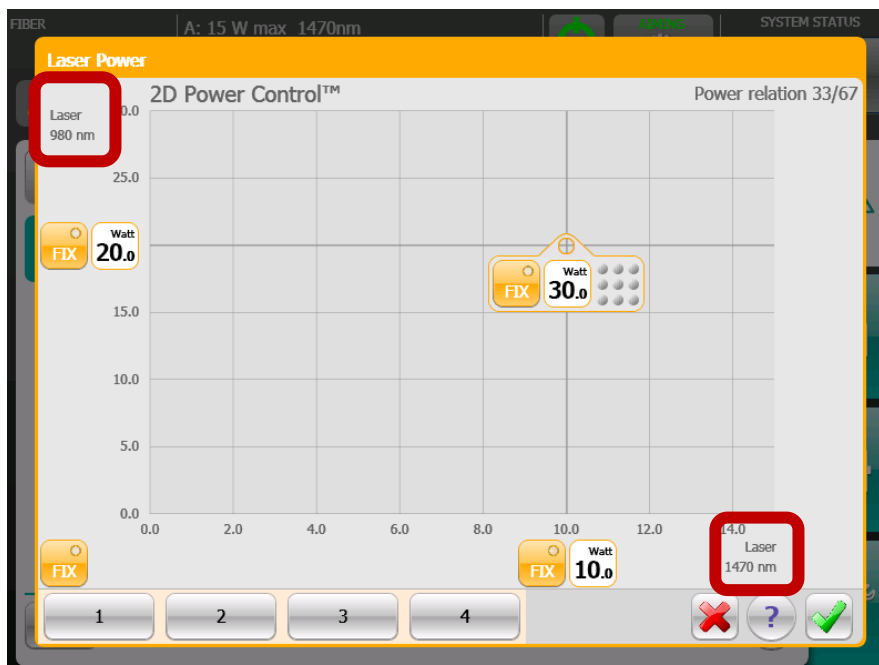 FIBER
A: 15 W max 1470nm
AIMING
SYSTEM STATUS
Laser Power
2D Power Control™
Power relation 33/67
Laser
980 nm
0.0
25.0
FIX
Watt
20.0
FIX
Watt
30.0
15.0
10.0
5.0
0.0
0.0 2.0 4.0 6.0 8.0 10.0 12.0 14.0
FIX
FIX
Watt
10.0
Laser
1470 nm
1 2 3 4
?